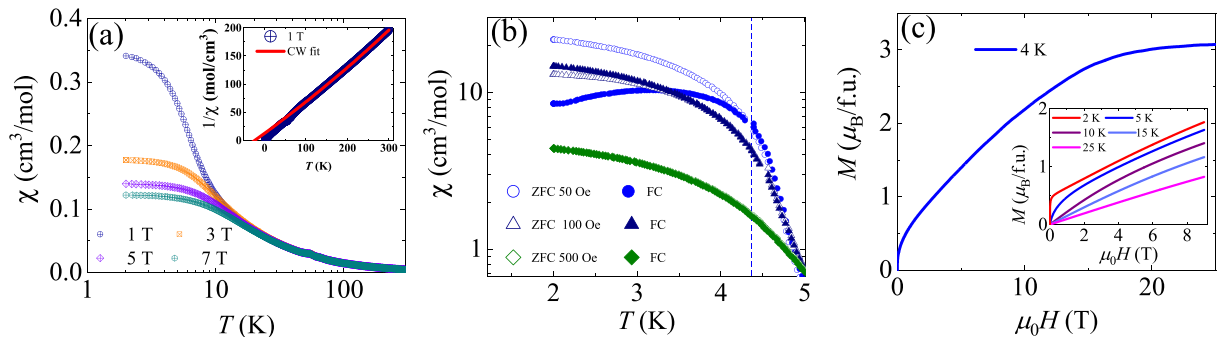 (a)
0.4
0.3
0.2
0.1
0.0
χ (cm³/mol)
1
10
100
T (K)
1 T
3 T
5 T
7 T
200
150
100
50
0
1/χ (mol/cm³)
1 T
CW fit
0
100
200
300
T (K)
(b)
10
1
χ (cm³/mol)
ZFC 50 Oe
FC
ZFC 100 Oe
FC
ZFC 500 Oe
FC
2
3
4
5
T (K)
(c)
3
2
1
0
M (μB/f.u.)
4 K
0
10
20
μ₀H (T)
2
1
0
M (μB/f.u.)
2 K
5 K
10 K
15 K
25 K
0
2
4
6
8
μ₀H (T)